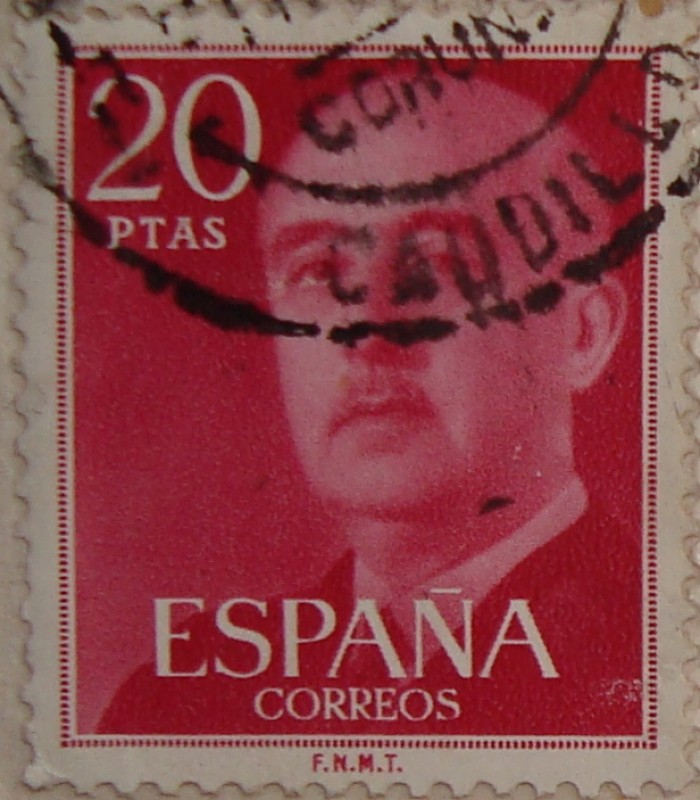 20
PTAS
ESPAÑA
CORREOS
F.N.M.T.